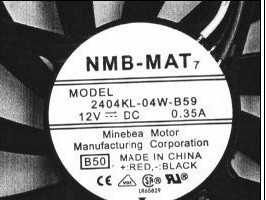 NMB-MAT7
MODEL
2404KL-04W-B59
12V ⎓ DC 0.35A
Minebea Motor
Manufacturing Corporation
B50 MADE IN CHINA
+:RED,-:BLACK
LR65829